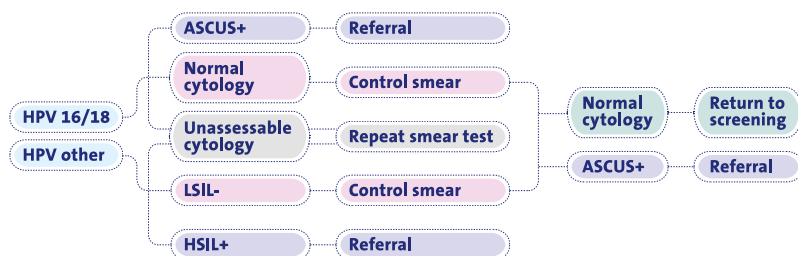 HPV 16/18
HPV other
ASCUS+
Normal
cytology
Unassessable
cytology
LSIL-
HSIL+
Referral
Control smear
Repeat smear test
Control smear
Referral
Normal
cytology
ASCUS+
Return to
screening
Referral